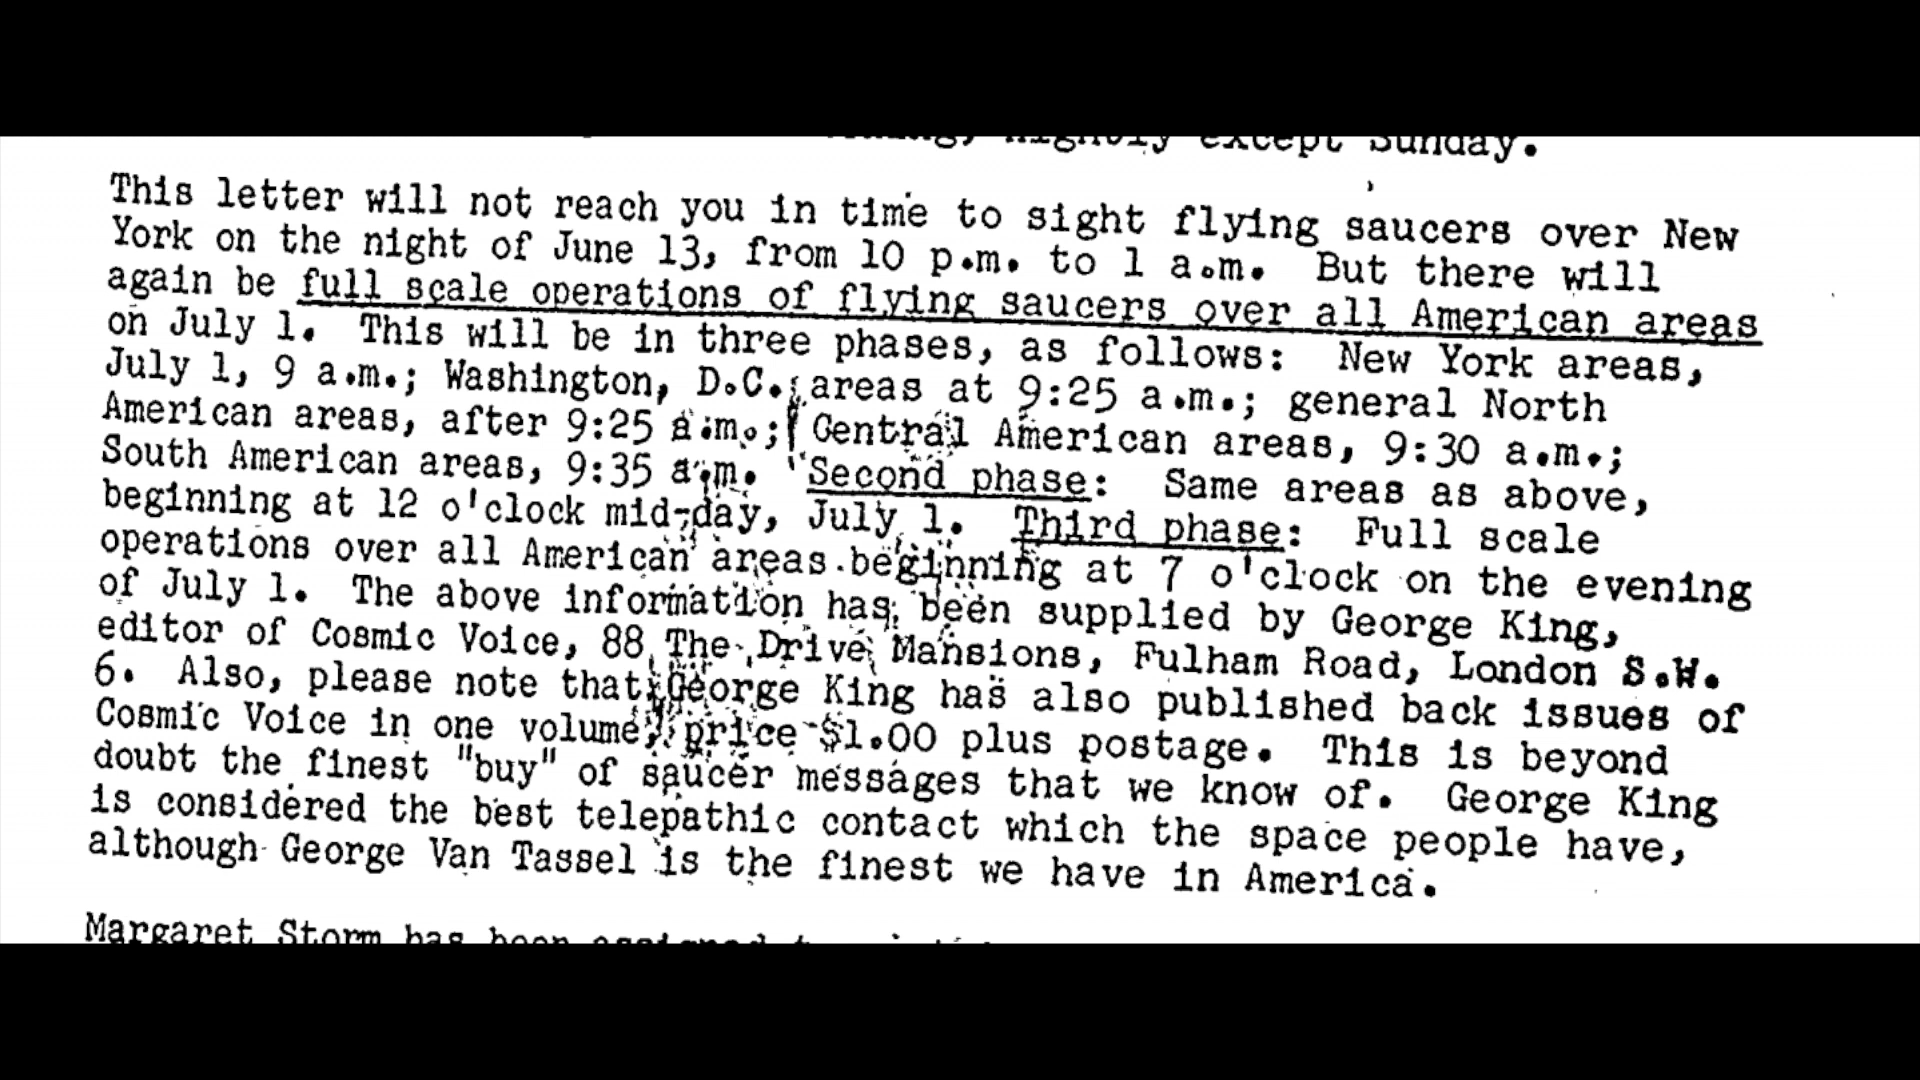 nightly except Sunday.
This letter will not reach you in time to sight flying saucers over New
York on the night of June 13, from 10 p.m. to 1 a.m. But there will
again be full scale operations of flying saucers over all American areas
on July 1. This will be in three phases, as follows: New York areas,
July 1, 9 a.m.; Washington, D.C. areas at 9:25 a.m.; general North
American areas, after 9:25 a.m.; Central American areas, 9:30 a.m.;
South American areas, 9:35 a.m. Second phase: Same areas as above,
beginning at 12 o'clock mid-day, July 1. Third phase: Full scale
operations over all American areas beginning at 7 o'clock on the evening
of July 1. The above information has been supplied by George King,
editor of Cosmic Voice, 88 The Drive Mansions, Fulham Road, London S.W.
6. Also, please note that George King has also published back issues of
Cosmic Voice in one volume, price $1.00 plus postage. This is beyond
doubt the finest "buy" of saucer messages that we know of. George King
is considered the best telepathic contact which the space people have,
although George Van Tassel is the finest we have in America.
Margaret Storm has been assigned